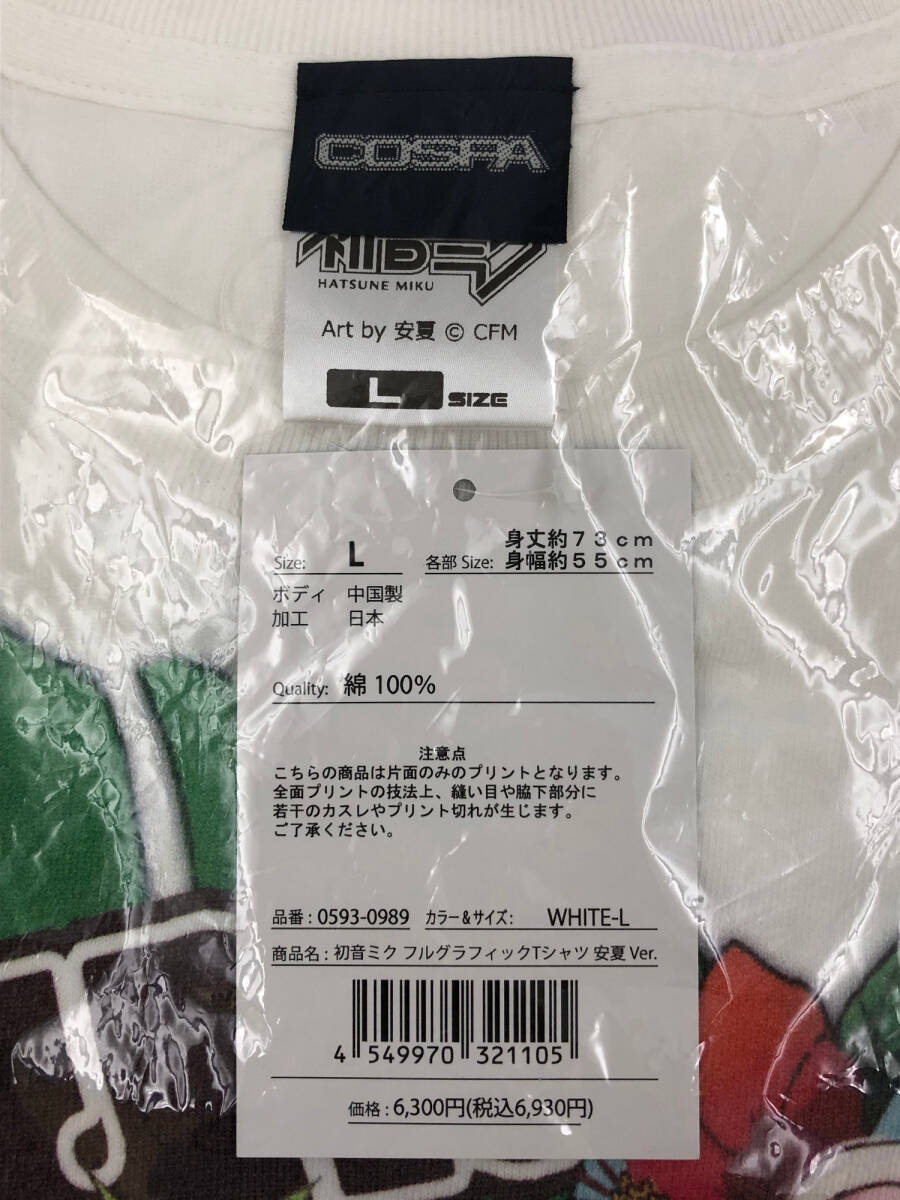 COSPA
初音ミク
HATSUNE MIKU
Art by 安夏 © CFM
L SIZE
Size: L 各部 Size: 身丈約73cm
身幅約55cm
ボディ 中国製
加工 日本
Quality: 綿 100%
注意点
こちらの商品は片面のみのプリントとなります。
全面プリントの技法上、縫い目や脇下部分に
若干のカスレやプリント切れが生じます。
ご了承ください。
品番 : 0593-0989 カラー&サイズ : WHITE-L
商品名 : 初音ミク フルグラフィックTシャツ 安夏 Ver.
4 549970 321105
価格 : 6,300円(税込6,930円)